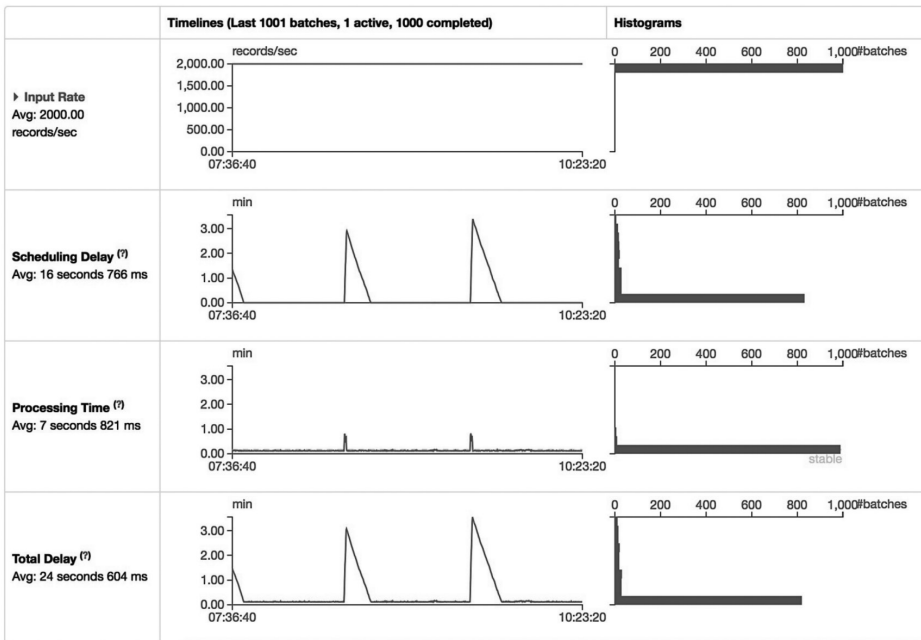 Timelines (Last 1001 batches, 1 active, 1000 completed)
Histograms
Input Rate
Avg: 2000.00
records/sec
records/sec
2,000.00
1,500.00
1,000.00
500.00
0.00
07:36:40
10:23:20
0 200 400 600 800 1,000 #batches
Scheduling Delay (?)
Avg: 16 seconds 766 ms
min
3.00
2.00
1.00
0.00
07:36:40
10:23:20
0 200 400 600 800 1,000 #batches
Processing Time (?)
Avg: 7 seconds 821 ms
min
3.00
2.00
1.00
0.00
07:36:40
10:23:20
0 200 400 600 800 1,000 #batches
stable
Total Delay (?)
Avg: 24 seconds 604 ms
min
3.00
2.00
1.00
0.00
07:36:40
10:23:20
0 200 400 600 800 1,000 #batches